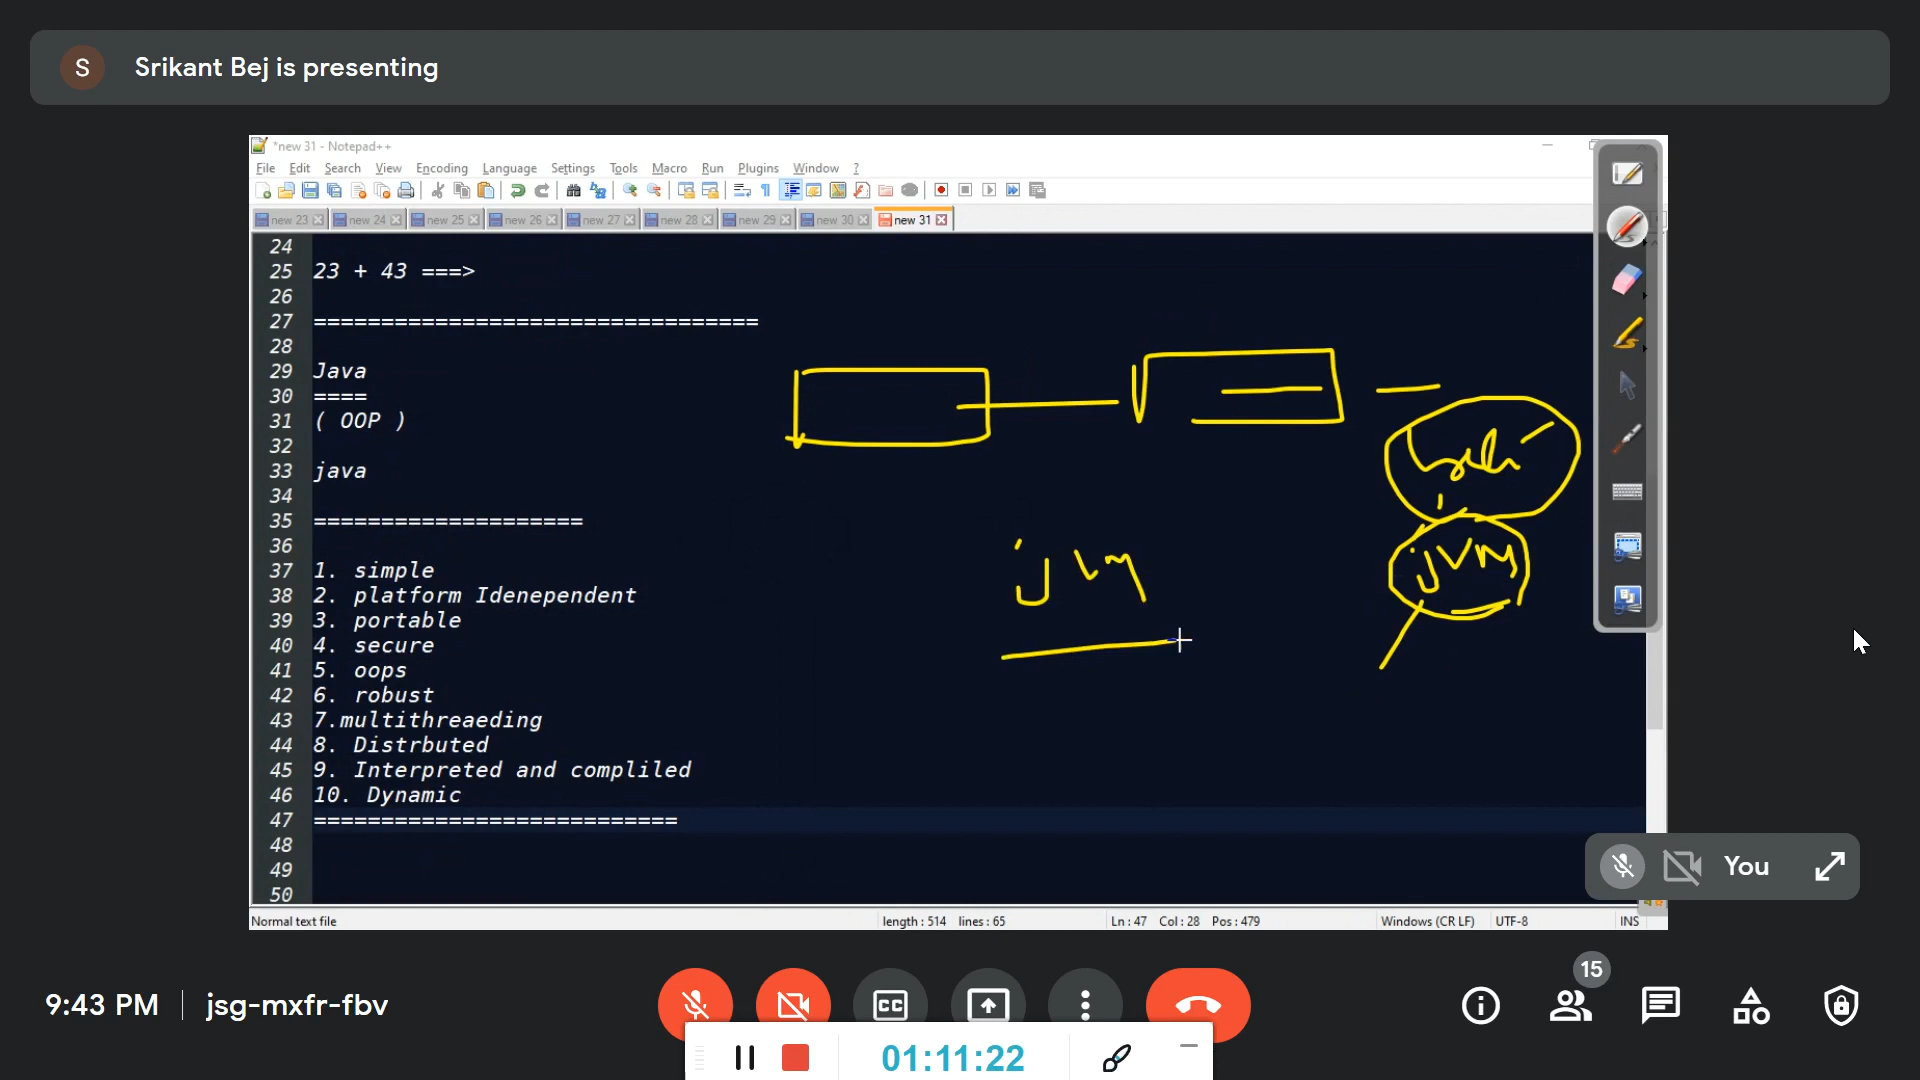 S Srikant Bej is presenting
*new 31 - Notepad++
File Edit Search View Encoding Language Settings Tools Macro Run Plugins Window ?
new 23 new 24 new 25 new 26 new 27 new 28 new 29 new 30 new 31
24
25 23 + 43 ===>
26
27 =================================
28
29 Java
30 ====
31 ( OOP )
32
33 java
34
35 ====================
36
37 1. simple
38 2. platform Idenependent
39 3. portable
40 4. secure
41 5. oops
42 6. robust
43 7.multithreaeding
44 8. Distrbuted
45 9. Interpreted and compliled
46 10. Dynamic
47 ===========================
48
49
50
JVM
jvm
Normal text file length : 514 lines : 65 Ln : 47 Col : 28 Pos : 479 Windows (CR LF) UTF-8 INS
You
9:43 PM jsg-mxfr-fbv
CC
15
01:11:22